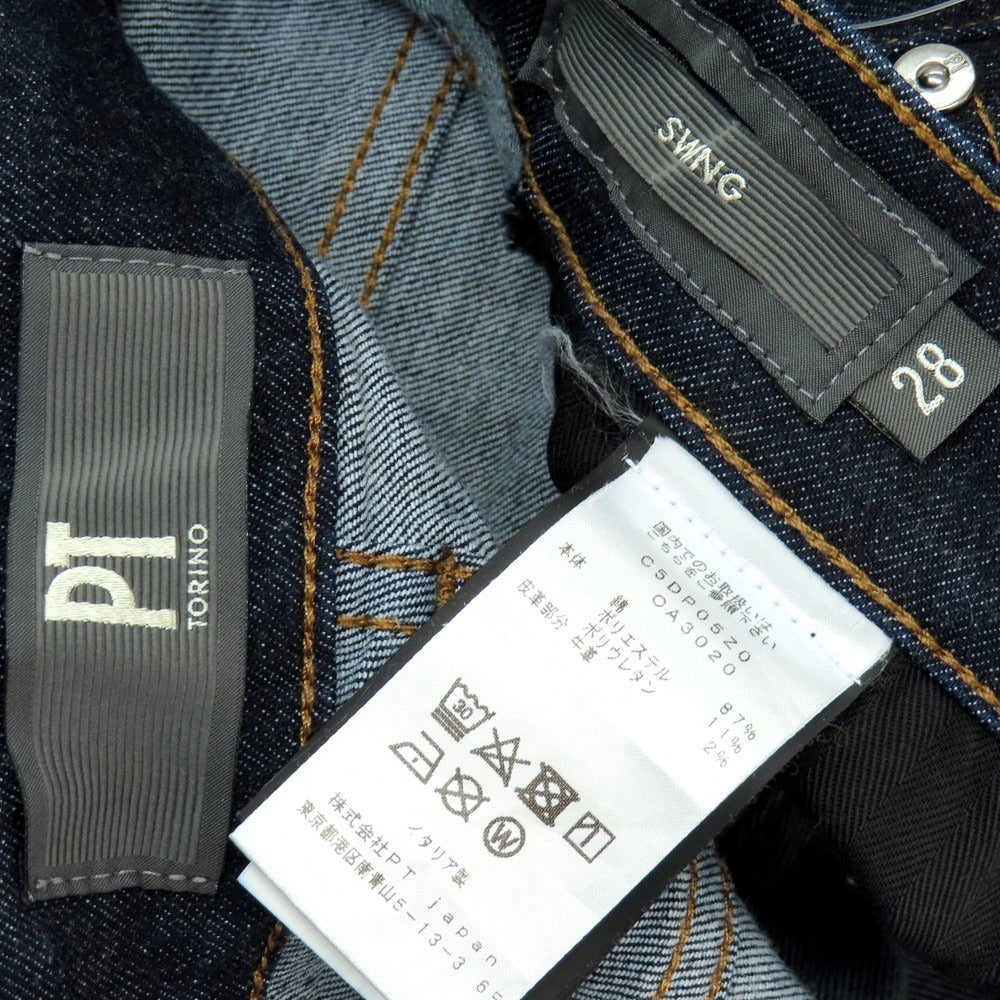 PT
TORINO
SWNG
28
PT
国内でのお取扱いは
こちらをご参照下さい
C5DP05Z0
OA3020
本体
綿 87%
ポリエステル 11%
ポリウレタン 2%
皮革部分 牛革
30
W
イタリア製
株式会社PT japan
東京都港区南青山5-13-3 6F